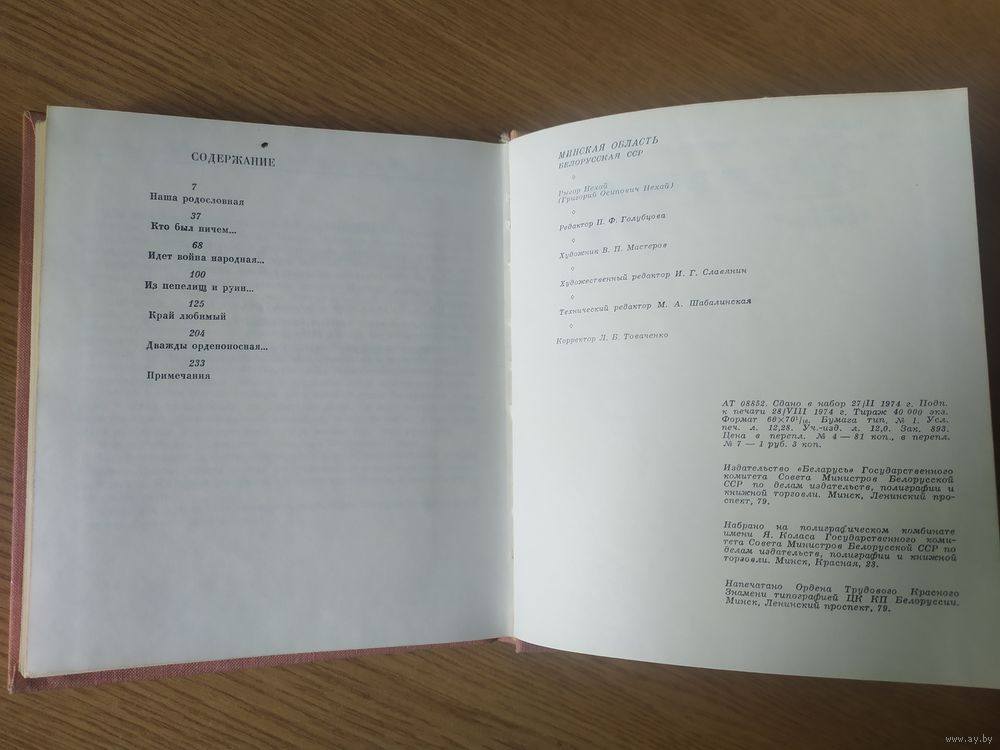 СОДЕРЖАНИЕ
7
Наша родословная
37
Кто был ничем...
68
Идет война народная...
100
Из пепелищ и руин...
125
Край любимый
204
Дважды орденоносная...
233
Примечания
МИНСКАЯ ОБЛАСТЬ
БЕЛОРУССКАЯ ССР
Рыгор Нехай
(Григорий Осипович Нехай)
Редактор П. Ф. Голубцова
Художник В. П. Мастеров
Художественный редактор И. Г. Славянин
Технический редактор М. А. Шабалинская
Корректор Л. Б. Товаченко
АТ 08852. Сдано в набор 27/II 1974 г. Подп.
к печати 28/VIII 1974 г. Тираж 40 000 экз.
Формат 60×70¹/₁₆. Бумага тип. № 1. Усл.
печ. л. 12,28. Уч.-изд. л. 12,0. Зак. 893.
Цена в перепл. № 4 — 81 коп., в перепл.
№ 7 — 1 руб. 3 коп.
Издательство «Беларусь» Государственного
комитета Совета Министров Белорусской
ССР по делам издательств, полиграфии и
книжной торговли. Минск, Ленинский про-
спект, 79.
Набрано на полиграфическом комбинате
имени Я. Коласа Государственного коми-
тета Совета Министров Белорусской ССР по
делам издательств, полиграфии и книжной
торговли. Минск, Красная, 23.
Напечатано Ордена Трудового Красного
Знамени типографией ЦК КП Белоруссии.
Минск, Ленинский проспект, 79.
www.ay.by